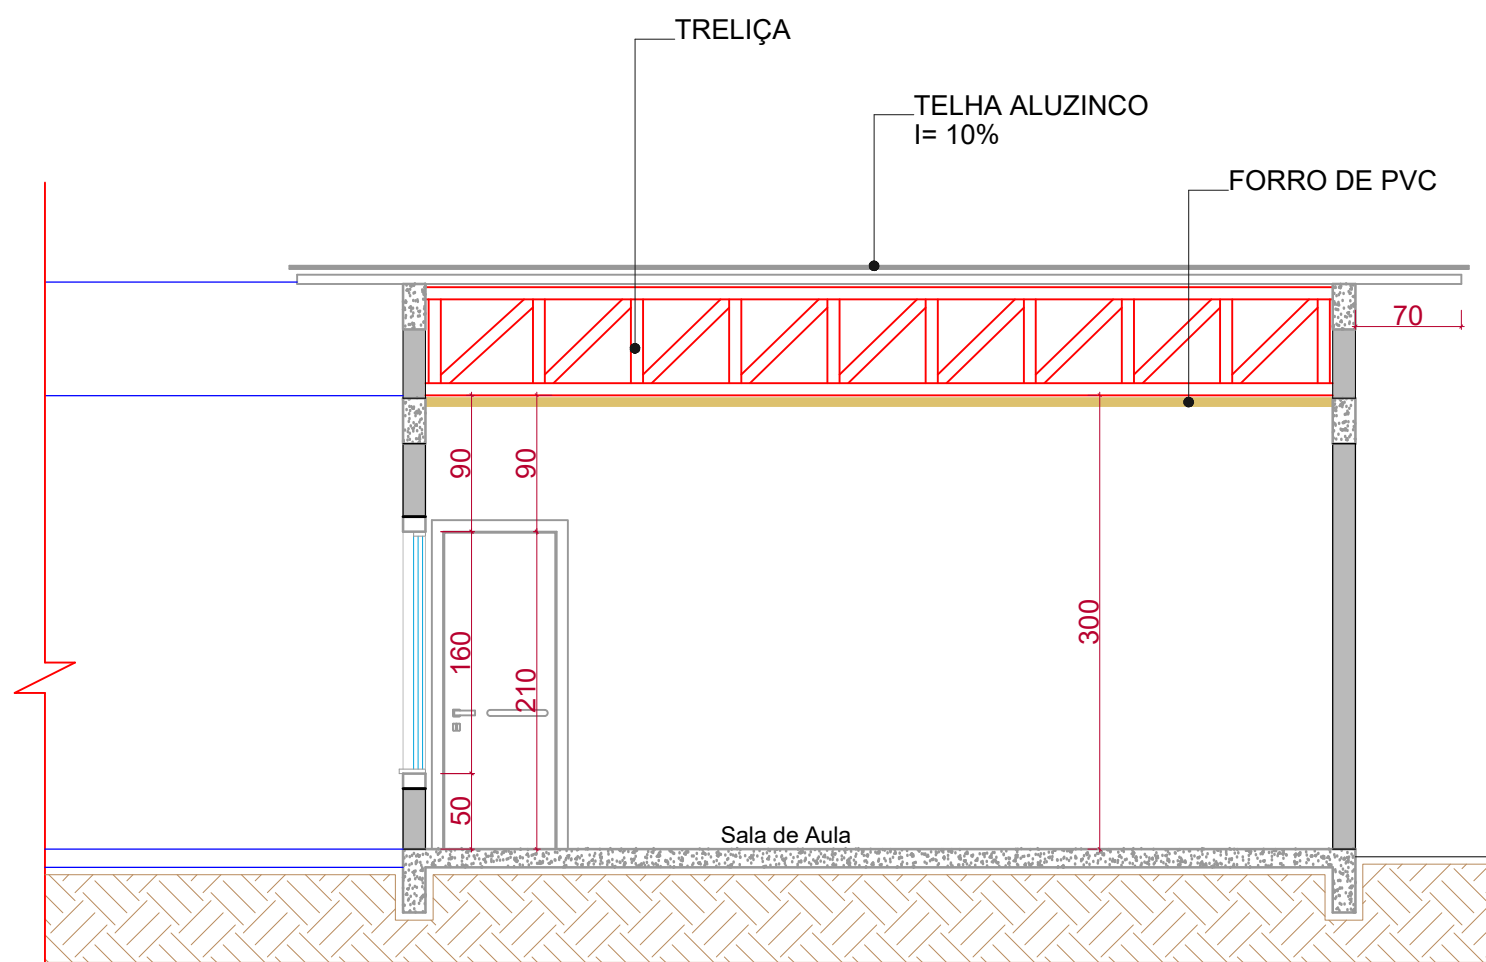 TRELIÇA
TELHA ALUZINCO
I= 10%
FORRO DE PVC
70
90
90
160
210
300
50
Sala de Aula